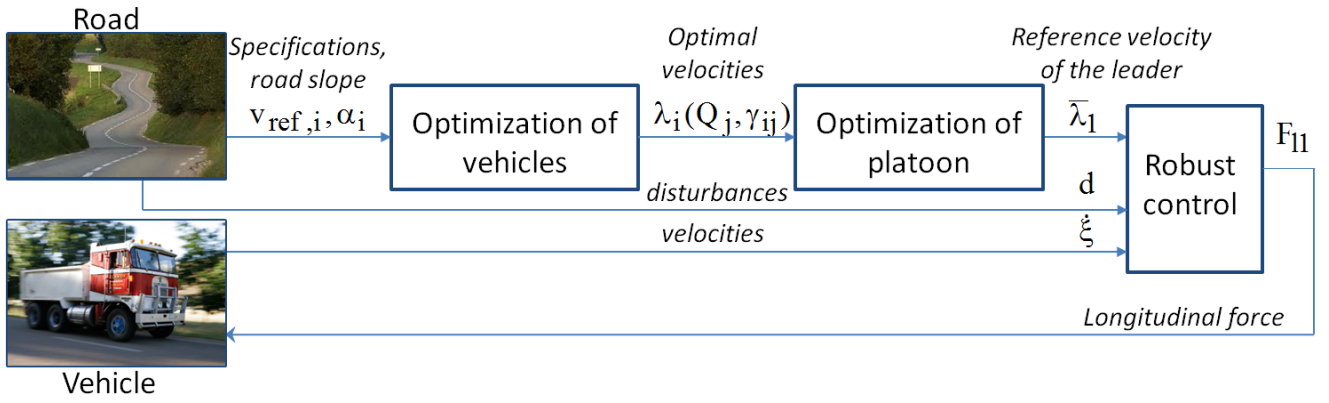 Road
Specifications,
road slope
v_ref,i, α_i
Optimization of
vehicles
Optimal
velocities
λ_i(Q_j, γ_ij)
Optimization of
platoon
Reference velocity
of the leader
λ̅_1
Robust
control
F_l1
disturbances
d
velocities
ξ̇
Longitudinal force
Vehicle